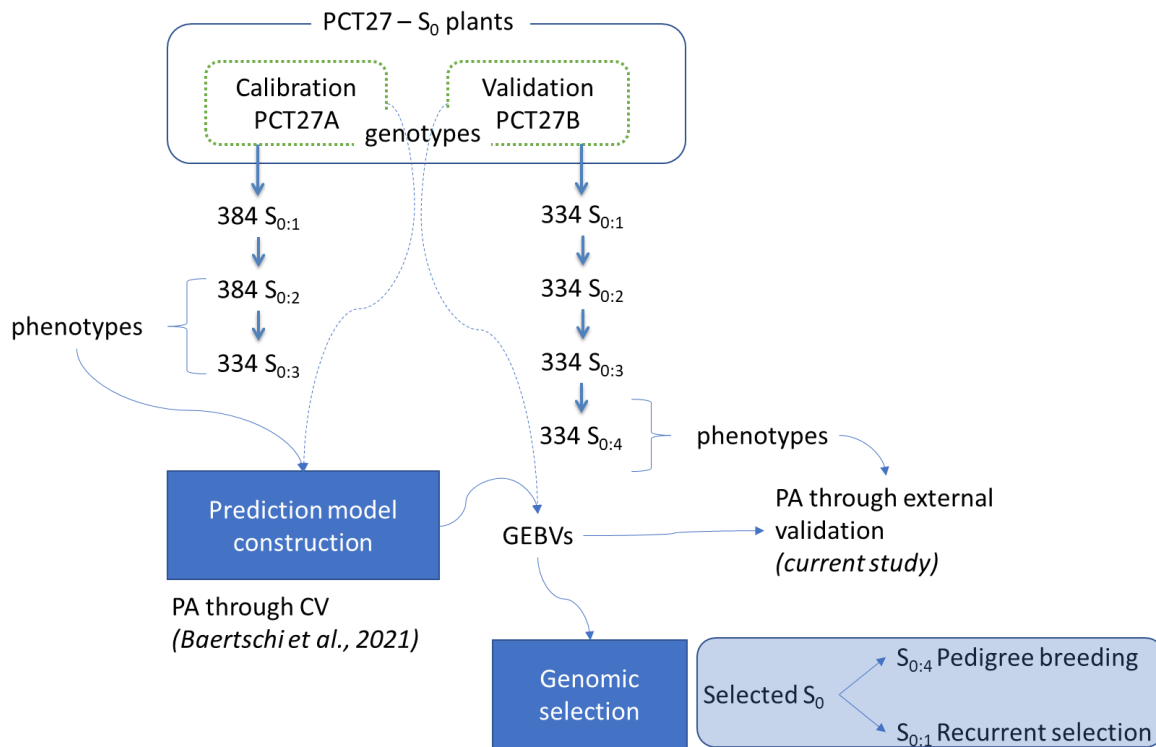 PCT27 – S0 plants
Calibration
PCT27A
Validation
PCT27B
genotypes
384 S0:1
384 S0:2
334 S0:3
phenotypes
334 S0:1
334 S0:2
334 S0:3
334 S0:4
phenotypes
Prediction model
construction
PA through CV
(Baertschi et al., 2021)
GEBVs
PA through external
validation
(current study)
Genomic
selection
Selected S0
S0:4 Pedigree breeding
S0:1 Recurrent selection